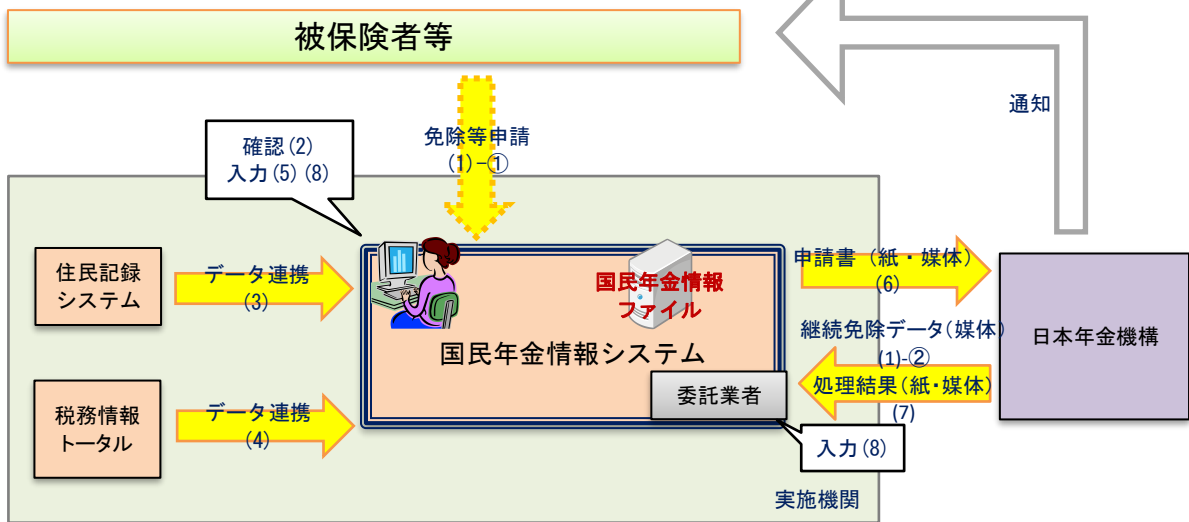 被保険者等
通知
確認(2)
入力(5)(8)
免除等申請
(1)-①
住民記録
システム
データ連携
(3)
国民年金情報
ファイル
国民年金情報システム
申請書(紙・媒体)
(6)
継続免除データ(媒体)
(1)-②
処理結果(紙・媒体)
(7)
日本年金機構
税務情報
トータル
データ連携
(4)
委託業者
入力(8)
実施機関